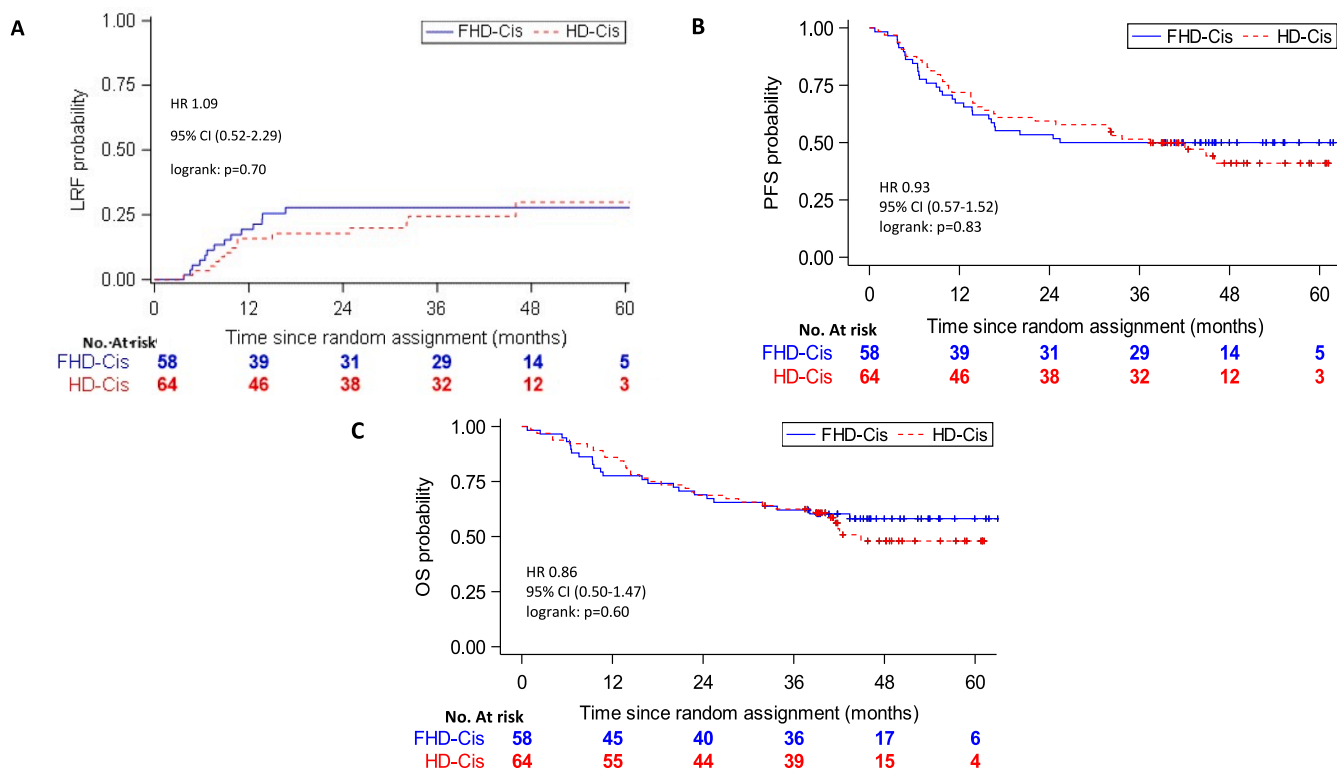 A
FHD-Cis HD-Cis
1.00
0.75
0.50
0.25
0.00
LRF probability
HR 1.09
95% CI (0.52-2.29)
logrank: p=0.70
0 12 24 36 48 60
Time since random assignment (months)
No. At risk
FHD-Cis 58 39 31 29 14 5
HD-Cis 64 46 38 32 12 3
B
FHD-Cis HD-Cis
1.00
0.75
0.50
0.25
0.00
PFS probability
HR 0.93
95% CI (0.57-1.52)
logrank: p=0.83
0 12 24 36 48 60
No. At risk Time since random assignment (months)
FHD-Cis 58 39 31 29 14 5
HD-Cis 64 46 38 32 12 3
C
FHD-Cis HD-Cis
1.00
0.75
0.50
0.25
0.00
OS probability
HR 0.86
95% CI (0.50-1.47)
logrank: p=0.60
0 12 24 36 48 60
No. At risk Time since random assignment (months)
FHD-Cis 58 45 40 36 17 6
HD-Cis 64 55 44 39 15 4